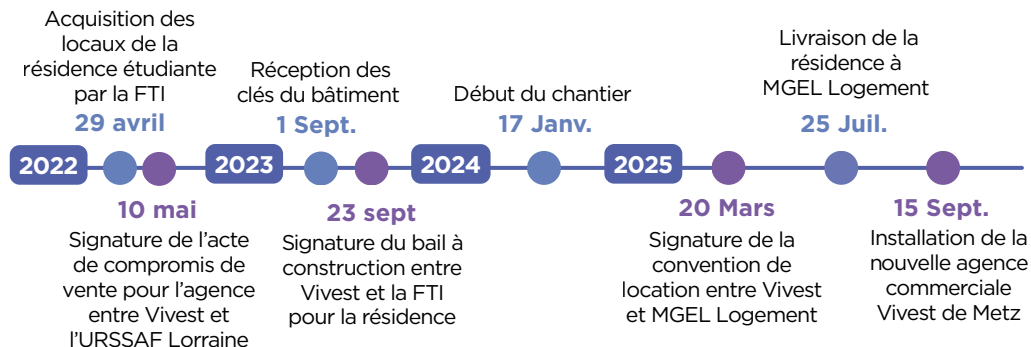 Acquisition des
locaux de la
résidence étudiante
par la FTI
29 avril
Réception des
clés du bâtiment
1 Sept.
Début du chantier
17 Janv.
Livraison de la
résidence à
MGEL Logement
25 Juil.
2022
2023
2024
2025
10 mai
Signature de l'acte
de compromis de
vente pour l'agence
entre Vivest et
l'URSSAF Lorraine
23 sept
Signature du bail à
construction entre
Vivest et la FTI
pour la résidence
20 Mars
Signature de la
convention de
location entre Vivest
et MGEL Logement
15 Sept.
Installation de la
nouvelle agence
commerciale
Vivest de Metz